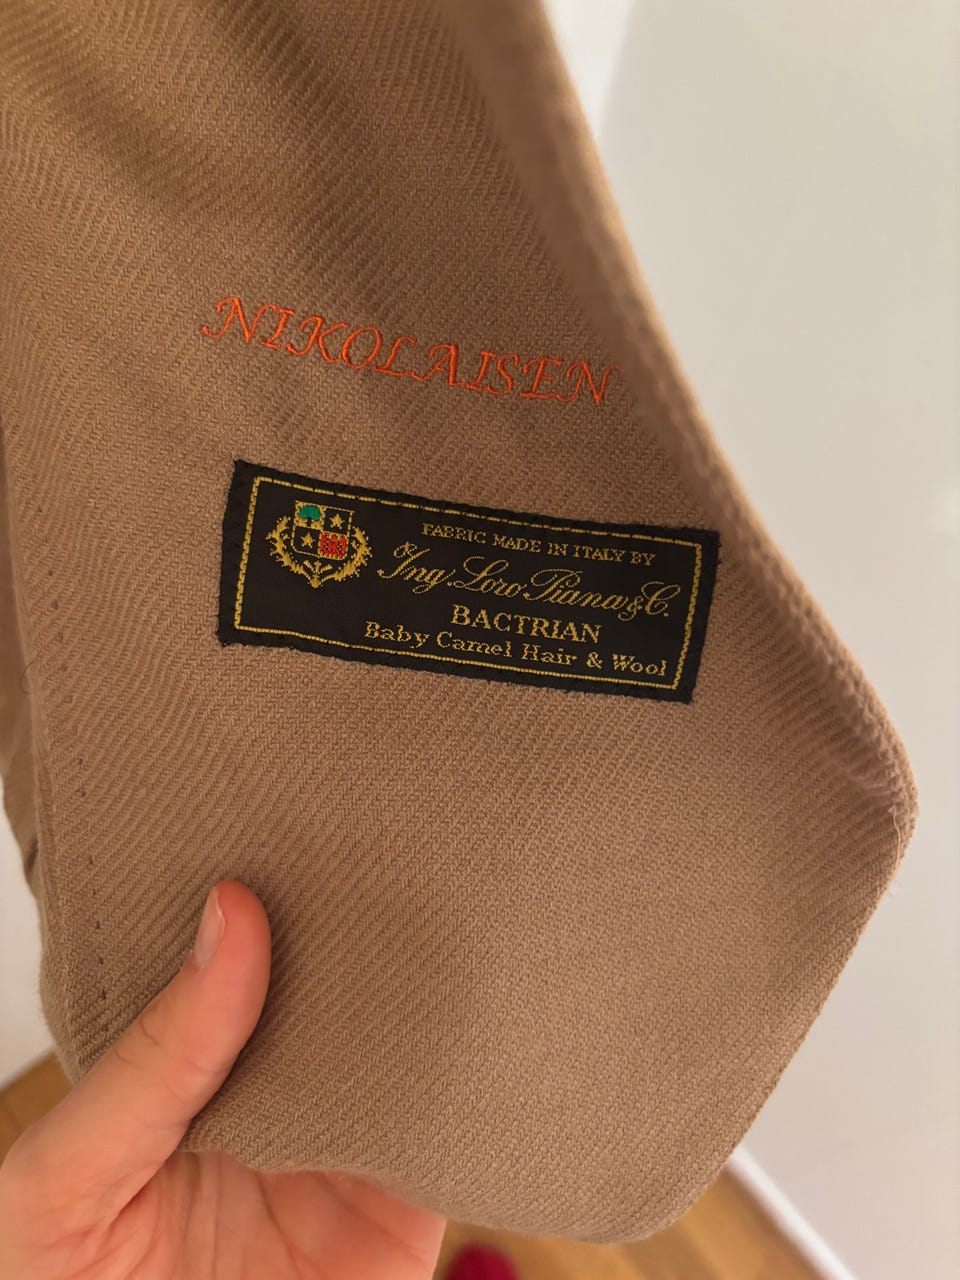 NIKOLAISEN
FABRIC MADE IN ITALY BY
Ing. Loro Piana & C.
BACTRIAN
Baby Camel Hair & Wool